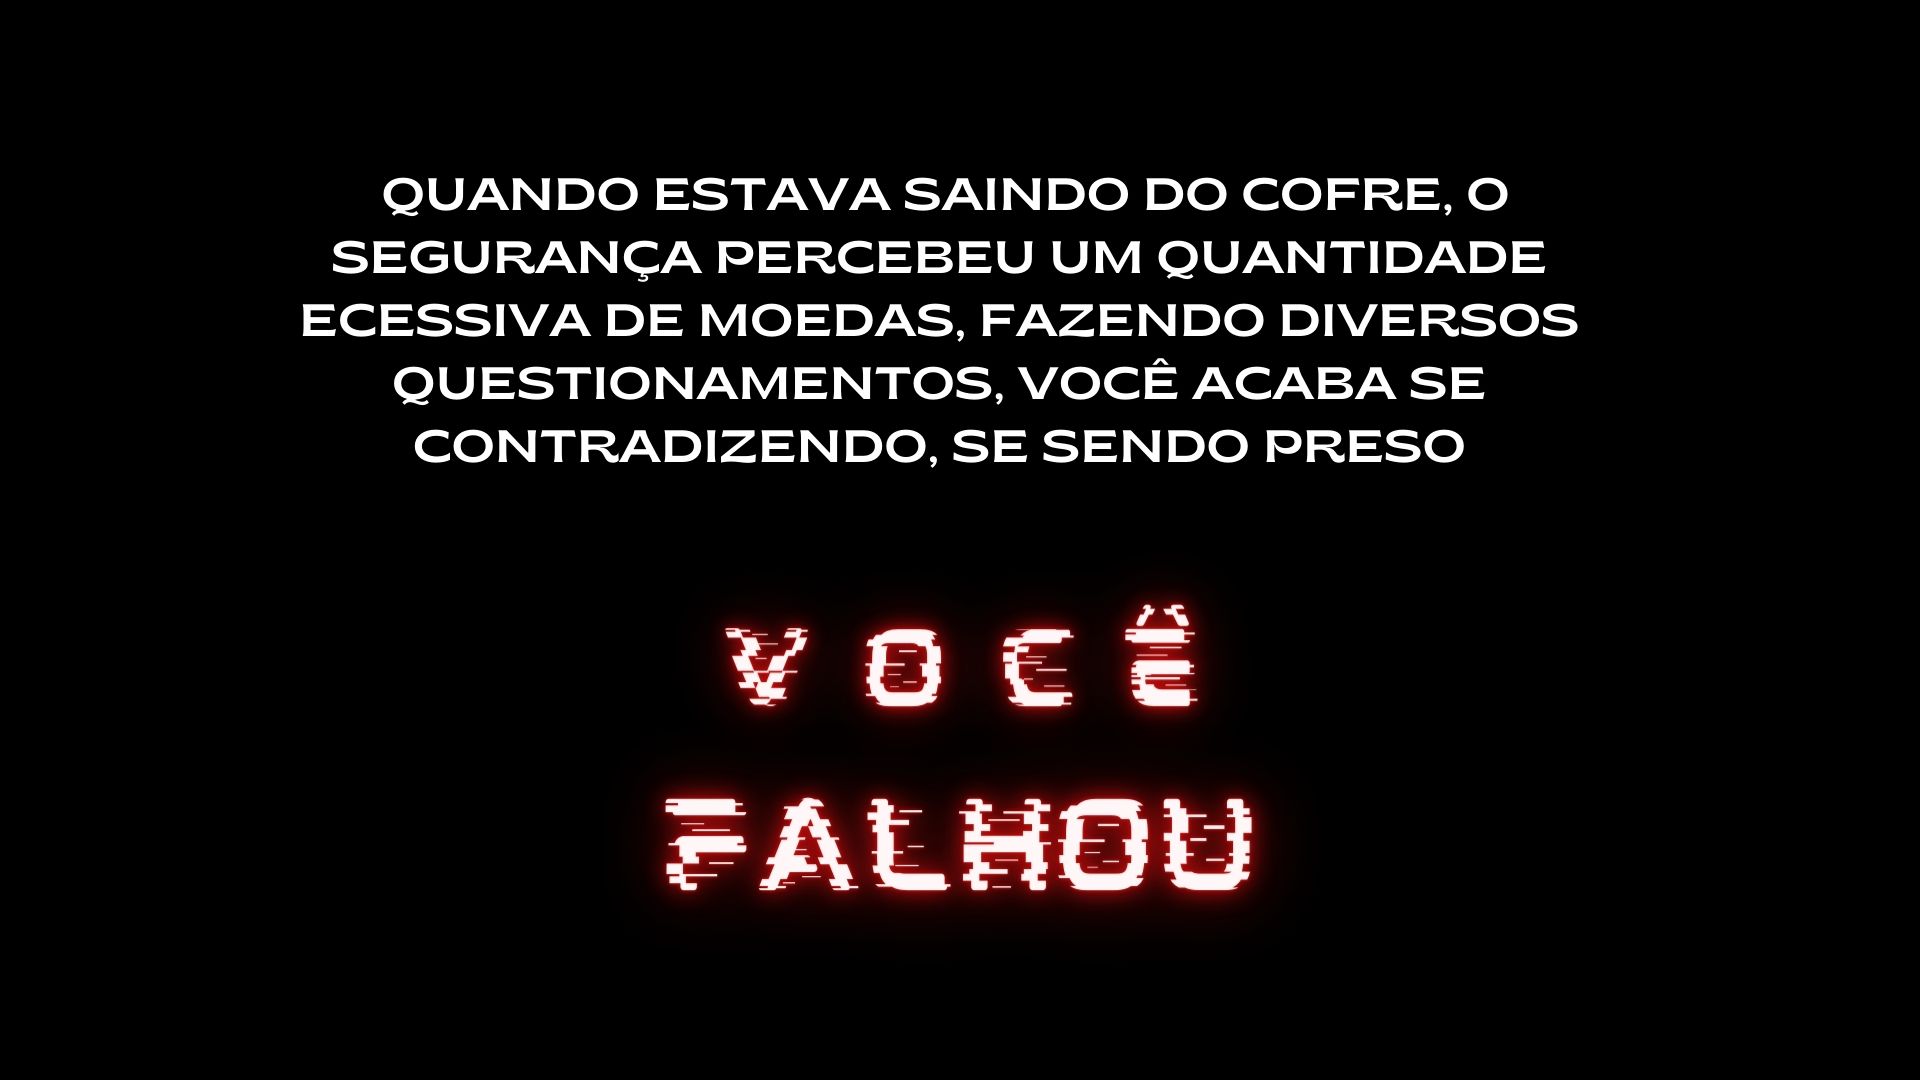 QUANDO ESTAVA SAINDO DO COFRE, O
SEGURANÇA PERCEBEU UM QUANTIDADE
ECESSIVA DE MOEDAS, FAZENDO DIVERSOS
QUESTIONAMENTOS, VOCÊ ACABA SE
CONTRADIZENDO, SE SENDO PRESO
VOCÊ
FALHOU